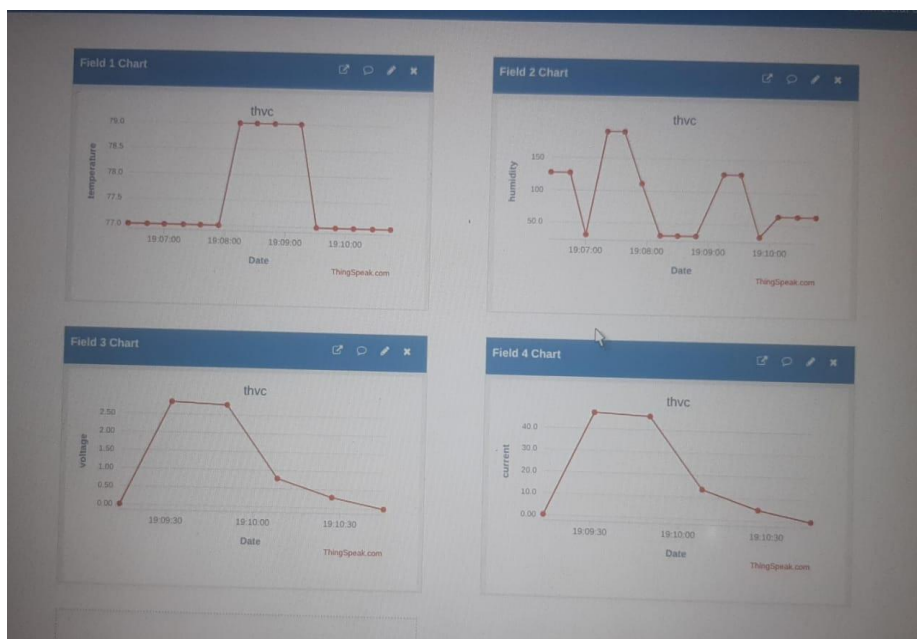 Field 1 Chart
thvc
temperature
79.0
78.5
78.0
77.5
77.0
19:07:00 19:08:00 19:09:00 19:10:00
Date
ThingSpeak.com
Field 2 Chart
thvc
humidity
150
100
50.0
19:07:00 19:08:00 19:09:00 19:10:00
Date
ThingSpeak.com
Field 3 Chart
thvc
voltage
2.50
2.00
1.50
1.00
0.50
0.00
19:09:30 19:10:00 19:10:30
Date
ThingSpeak.com
Field 4 Chart
thvc
current
40.0
30.0
20.0
10.0
0.00
19:09:30 19:10:00 19:10:30
Date
ThingSpeak.com